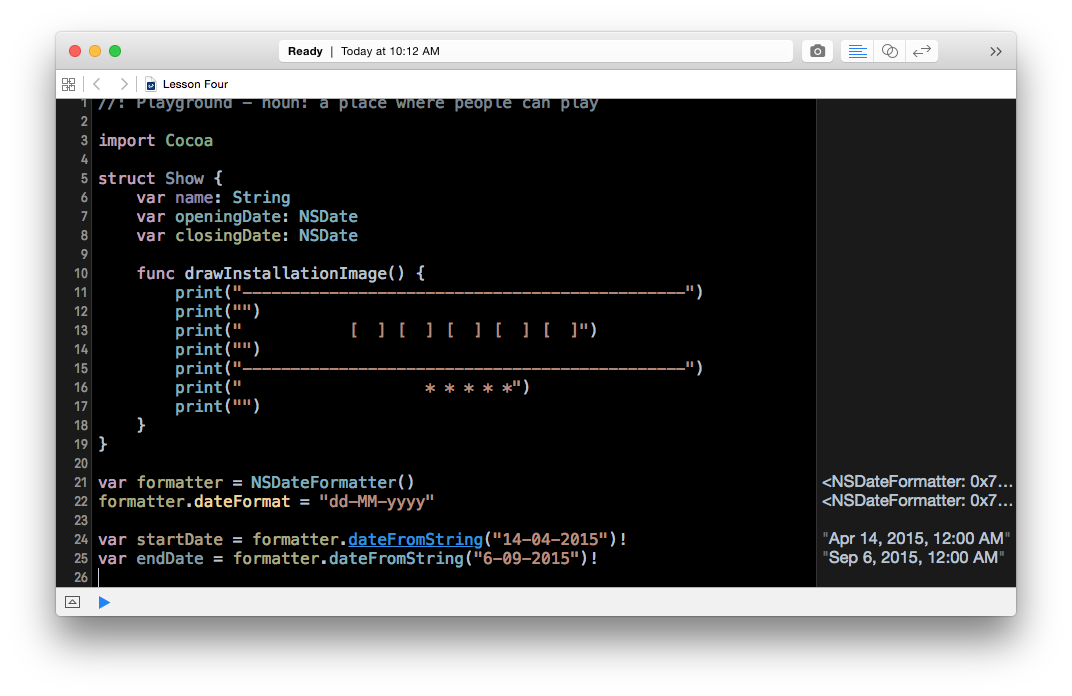 Ready | Today at 10:12 AM
Lesson Four
1 //: Playground - noun: a place where people can play
2
3 import Cocoa
4
5 struct Show {
6     var name: String
7     var openingDate: NSDate
8     var closingDate: NSDate
9
10     func drawInstallationImage() {
11         print("----------------------------------------------")
12         print("")
13         print("           [  ] [  ] [  ] [  ] [  ]")
14         print("")
15         print("----------------------------------------------")
16         print("                   * * * * *")
17         print("")
18     }
19 }
20
21 var formatter = NSDateFormatter() <NSDateFormatter: 0x7...
22 formatter.dateFormat = "dd-MM-yyyy" <NSDateFormatter: 0x7...
23
24 var startDate = formatter.dateFromString("14-04-2015")! "Apr 14, 2015, 12:00 AM"
25 var endDate = formatter.dateFromString("6-09-2015")! "Sep 6, 2015, 12:00 AM"
26